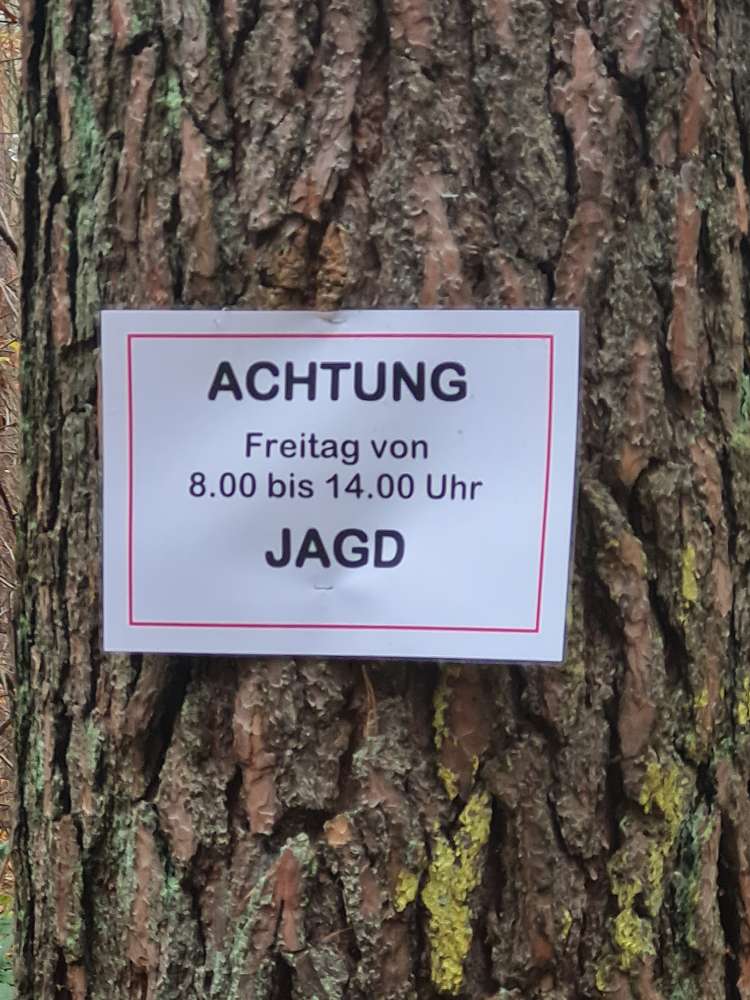 ACHTUNG
Freitag von
8.00 bis 14.00 Uhr
JAGD